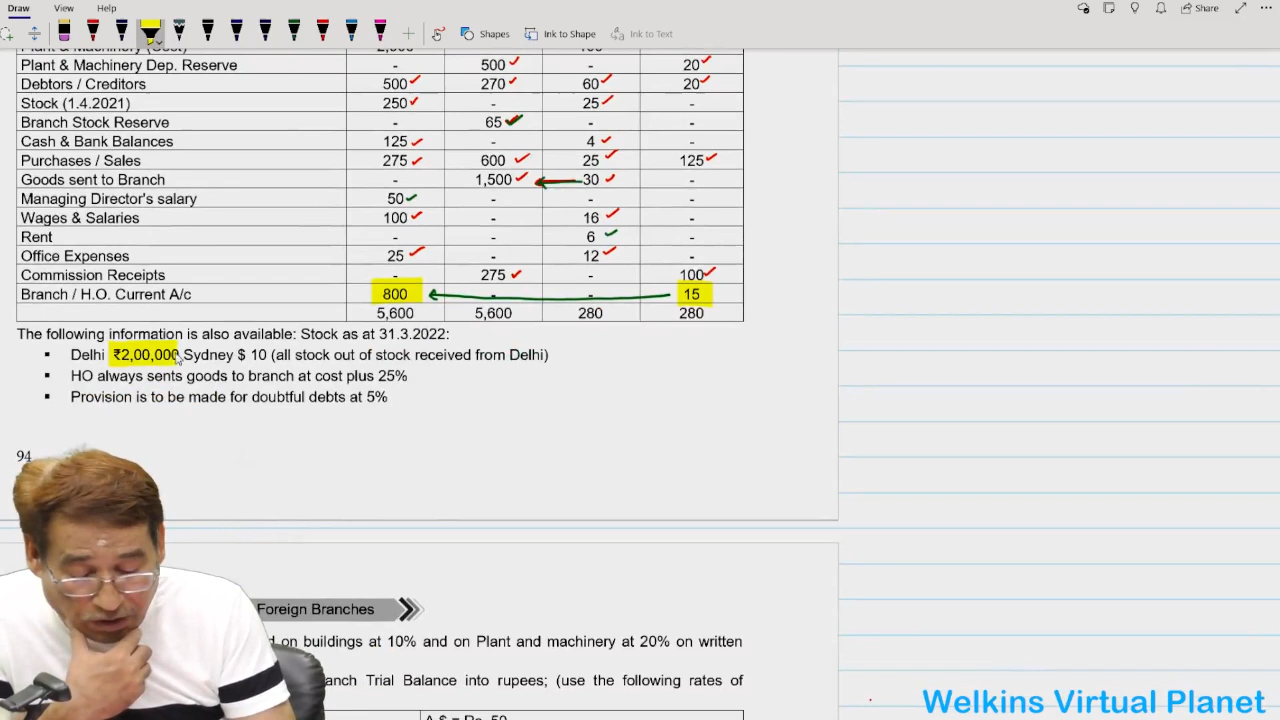 Draw View Help
Shapes Ink to Shape Ink to Text Share
Plant & Machinery (Cost)
Plant & Machinery Dep. Reserve - 500 - 20
Debtors / Creditors 500 270 60 20
Stock (1.4.2021) 250 - 25 -
Branch Stock Reserve - 65 - -
Cash & Bank Balances 125 - 4 -
Purchases / Sales 275 600 25 125
Goods sent to Branch - 1,500 30 -
Managing Director's salary 50 - - -
Wages & Salaries 100 - 16 -
Rent - - 6 -
Office Expenses 25 - 12 -
Commission Receipts - 275 - 100
Branch / H.O. Current A/c 800 - - 15
5,600 5,600 280 280
The following information is also available: Stock as at 31.3.2022:
▪ Delhi ₹2,00,000 Sydney $ 10 (all stock out of stock received from Delhi)
▪ HO always sents goods to branch at cost plus 25%
▪ Provision is to be made for doubtful debts at 5%
94
Foreign Branches
on buildings at 10% and on Plant and machinery at 20% on written
Trial Balance into rupees; (use the following rates of
A $ = Rs. 50
Welkins Virtual Planet